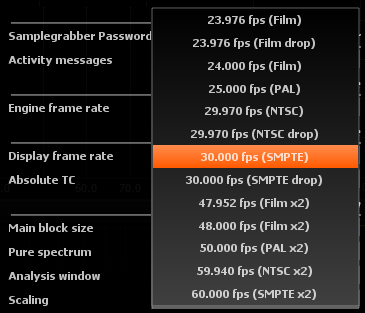 Samplegrabber Password
Activity messages
Engine frame rate
Display frame rate
Absolute TC
60.0 70.0
Main block size
Pure spectrum
Analysis window
Scaling
23.976 fps (Film)
23.976 fps (Film drop)
24.000 fps (Film)
25.000 fps (PAL)
29.970 fps (NTSC)
29.970 fps (NTSC drop)
30.000 fps (SMPTE)
30.000 fps (SMPTE drop)
47.952 fps (Film x2)
48.000 fps (Film x2)
50.000 fps (PAL x2)
59.940 fps (NTSC x2)
60.000 fps (SMPTE x2)